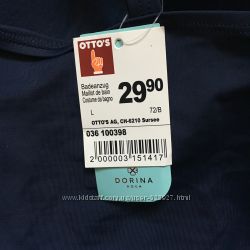 OTTO'S
Badeanzug
Maillot de bain
Costume da bagno
29.90
L 72/B
OTTO'S AG, CH-6210 Sursee
036 100398
2 000003 151417
DORINA